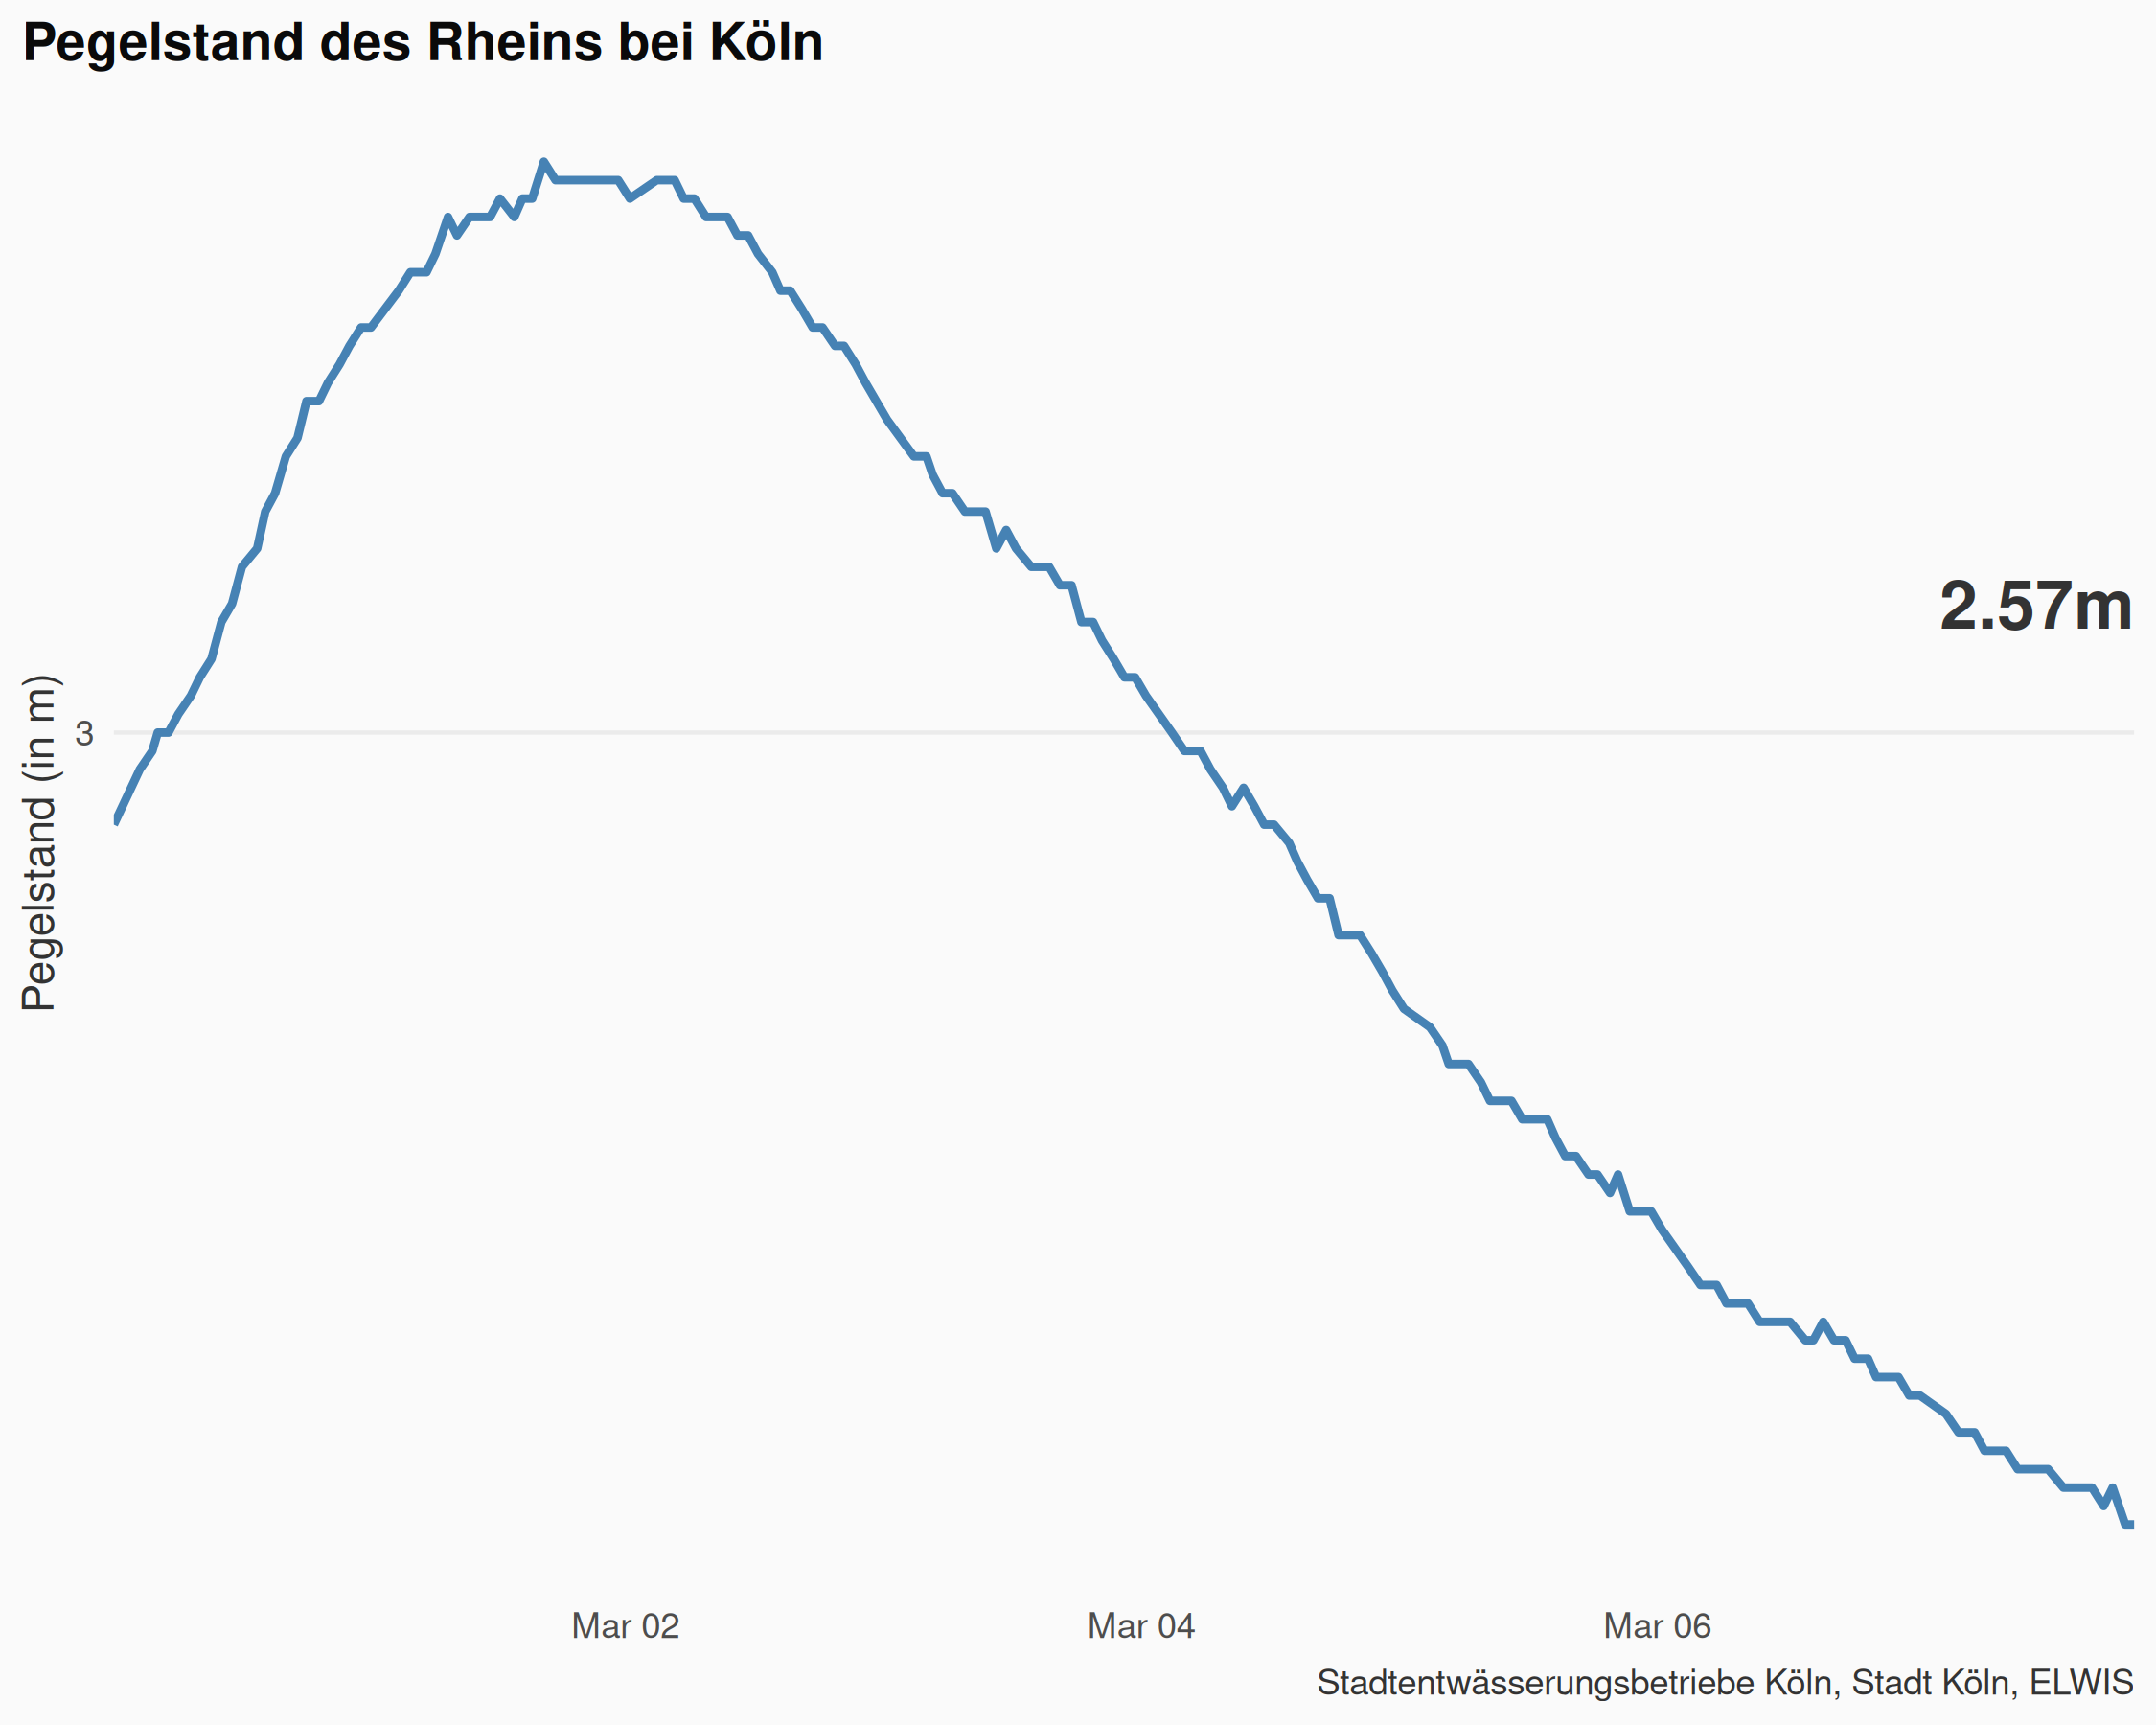 Pegelstand des Rheins bei Köln
2.57m
Pegelstand (in m)
3
Mar 02
Mar 04
Mar 06
Stadtentwässerungsbetriebe Köln, Stadt Köln, ELWIS